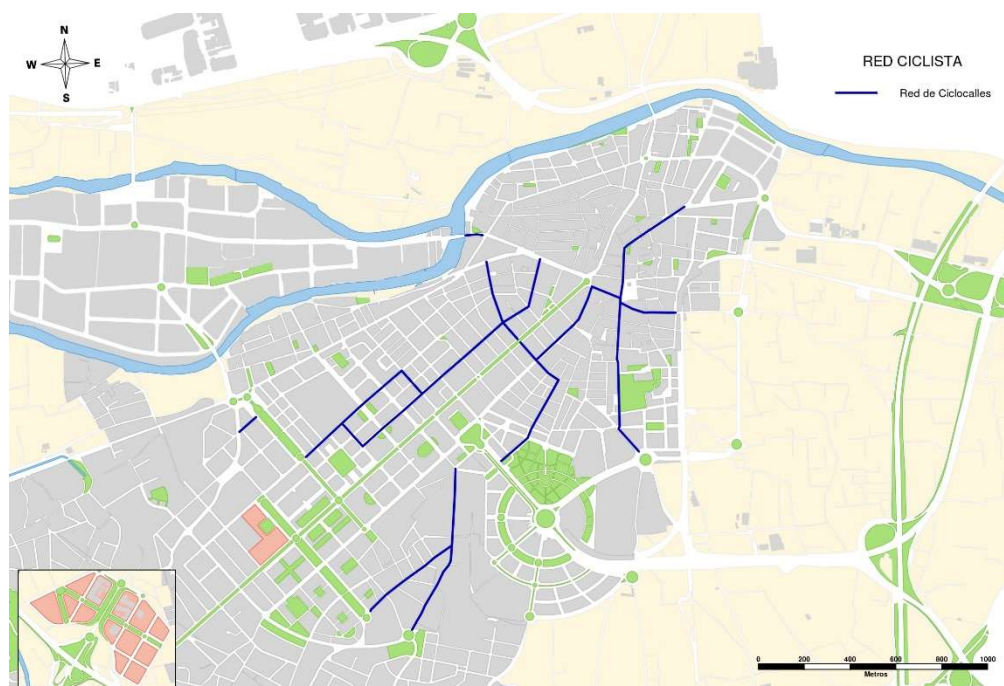 N
W E
S
RED CICLISTA
Red de Ciclocalles
0 200 400 600 800 1000
Metros